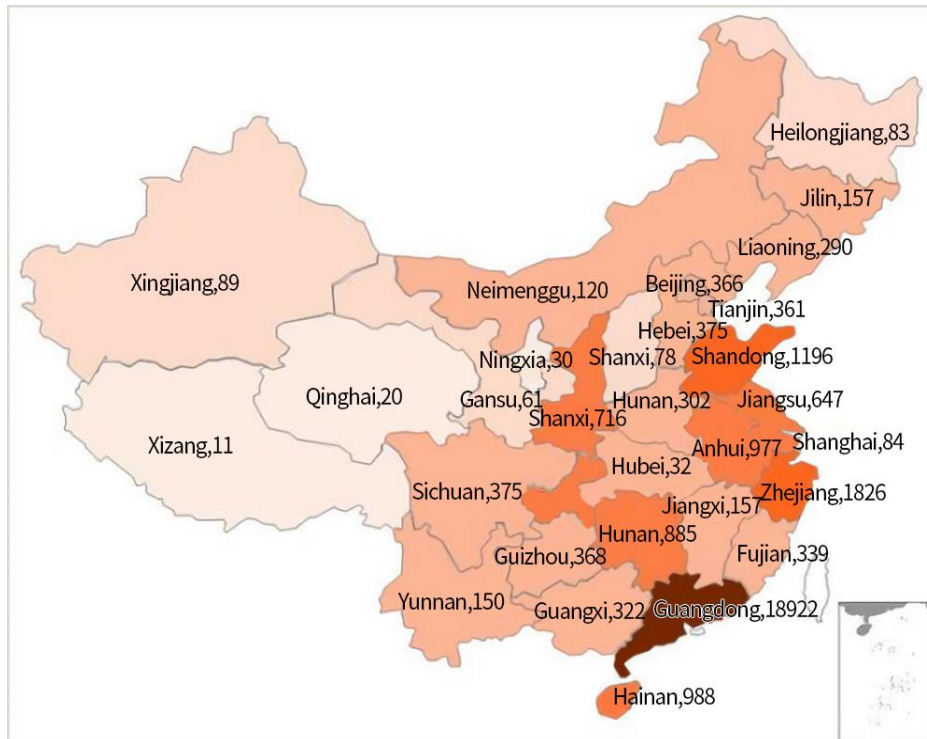 Heilongjiang,83
Jilin,157
Liaoning,290
Xingjiang,89
Neimenggu,120
Beijing,366
Tianjin,361
Hebei,375
Ningxia,30
Shanxi,78
Shandong,1196
Qinghai,20
Gansu,61
Hunan,302
Jiangsu,647
Shanxi,716
Xizang,11
Anhui,977
Shanghai,84
Hubei,32
Sichuan,375
Zhejiang,1826
Jiangxi,157
Hunan,885
Guizhou,368
Fujian,339
Yunnan,150
Guangxi,322
Guangdong,18922
Hainan,988